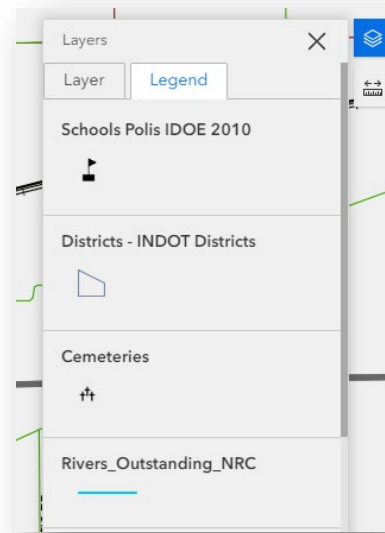 Layers
Layer
Legend
Schools Polis IDOE 2010
Districts - INDOT Districts
Cemeteries
Rivers_Outstanding_NRC